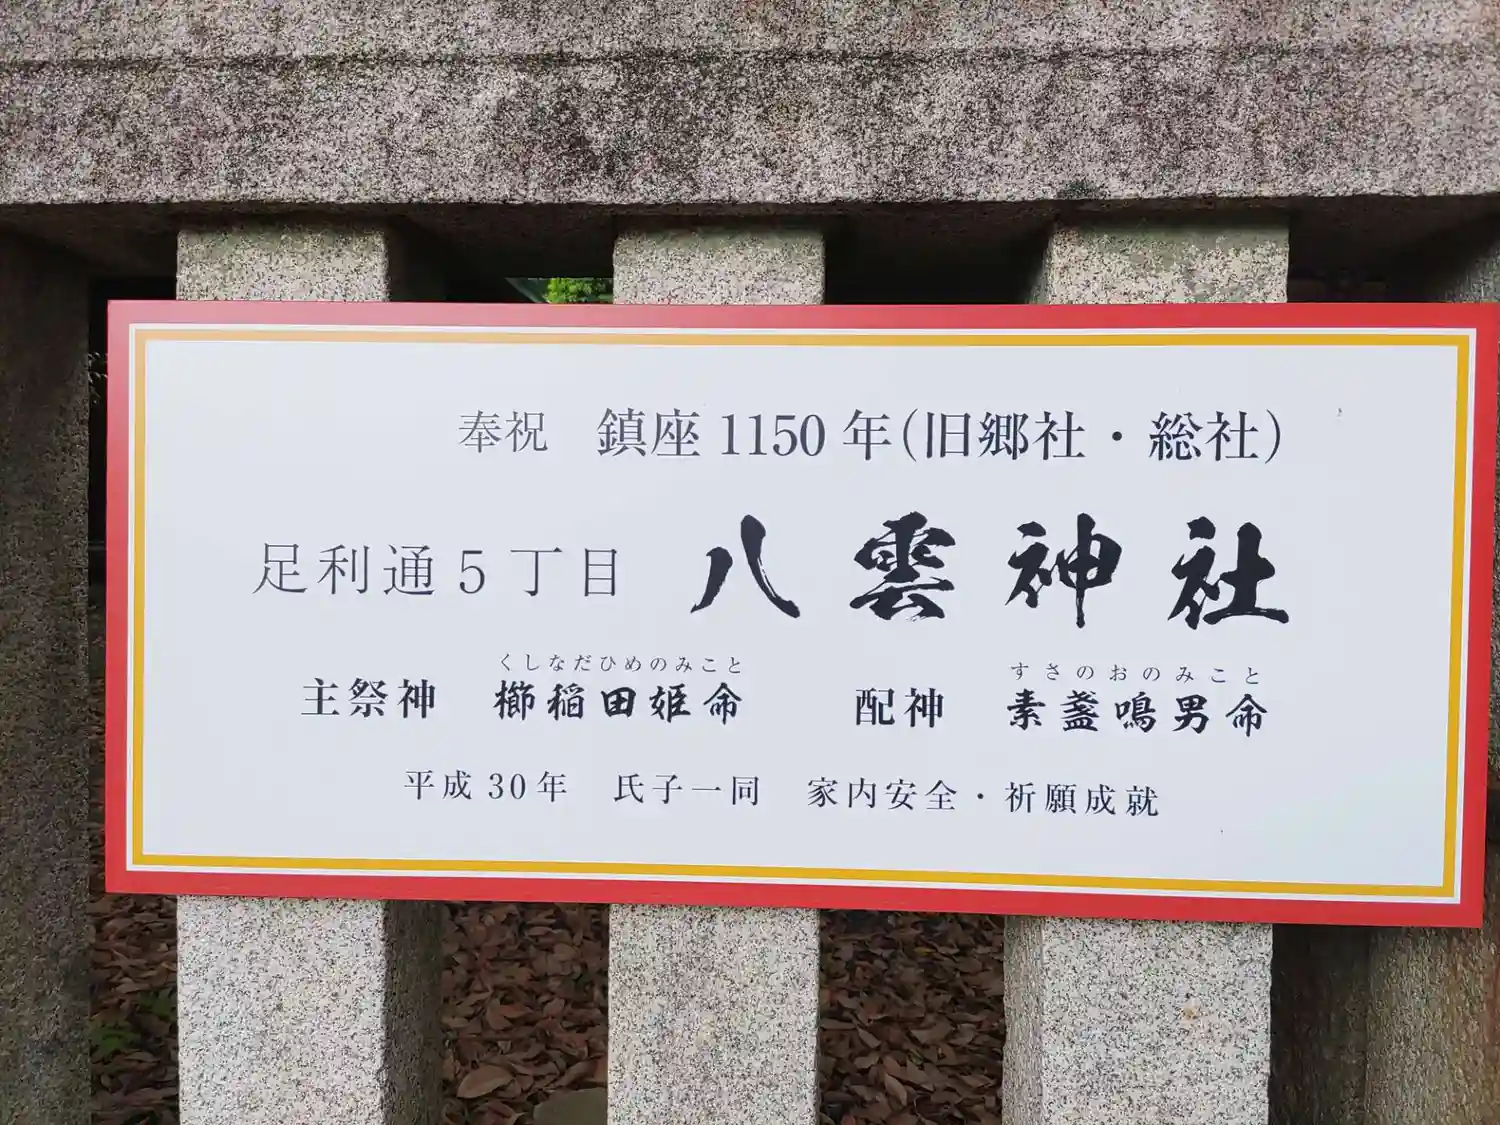 奉祝　鎮座1150年(旧郷社・総社)
足利通5丁目　八雲神社
くしなだひめのみこと　すさのおのみこと
主祭神　櫛稲田姫命　配神　素盞鳴男命
平成30年　氏子一同　家内安全・祈願成就